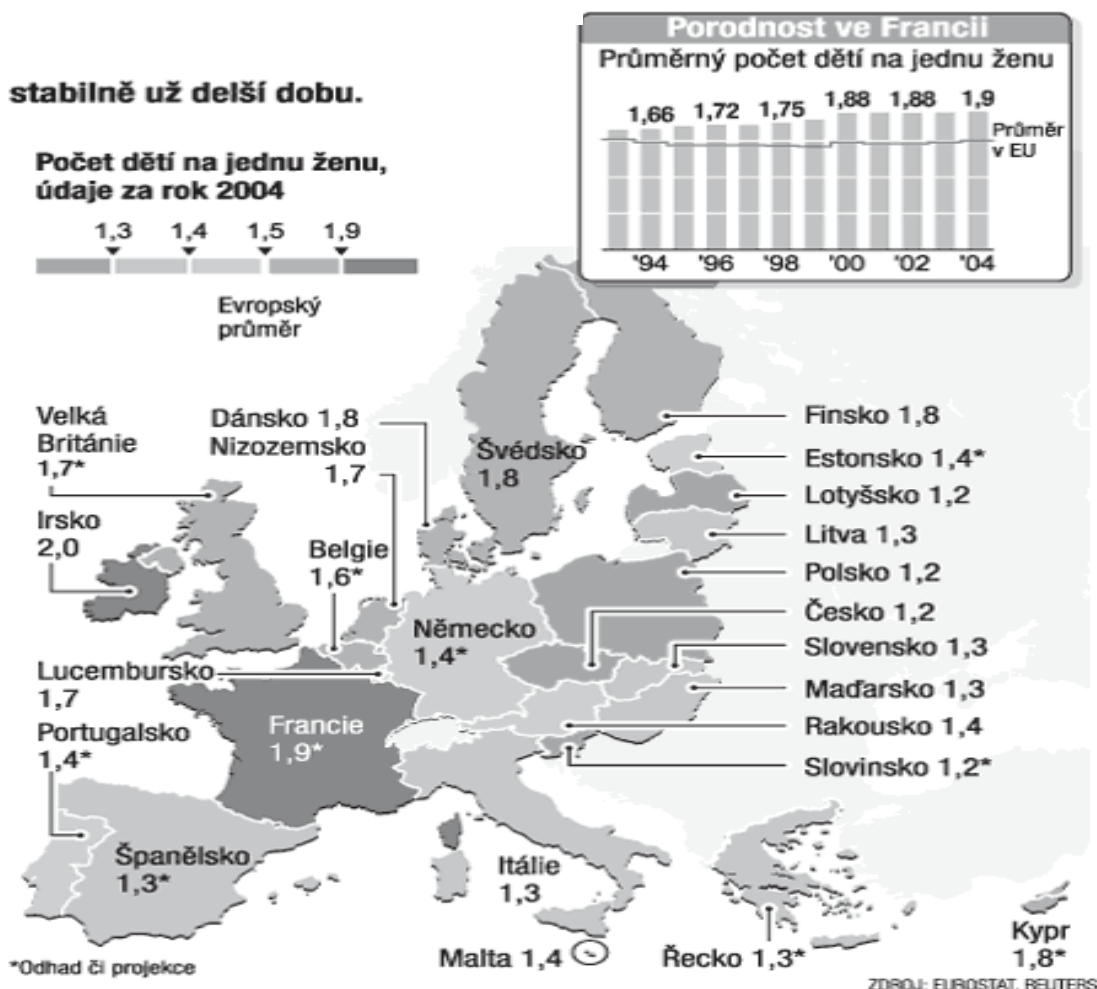 stabilně už delší dobu.
Počet dětí na jednu ženu,
údaje za rok 2004
1,3 1,4 1,5 1,9
Evropský
průměr
Porodnost ve Francii
Průměrný počet dětí na jednu ženu
1,66 1,72 1,75 1,88 1,88 1,9
Průměr
v EU
'94 '96 '98 '00 '02 '04
Velká
Británie
1,7*
Irsko
2,0
Dánsko 1,8
Nizozemsko
1,7
Belgie
1,6*
Švédsko
1,8
Německo
1,4*
Lucembursko
1,7
Portugalsko
1,4*
Francie
1,9*
Španělsko
1,3*
Itálie
1,3
Finsko 1,8
Estonsko 1,4*
Lotyšsko 1,2
Litva 1,3
Polsko 1,2
Česko 1,2
Slovensko 1,3
Maďarsko 1,3
Rakousko 1,4
Slovinsko 1,2*
Malta 1,4
Řecko 1,3*
Kypr
1,8*
*Odhad či projekce
ZDROJ: EUROSTAT, REUTERS